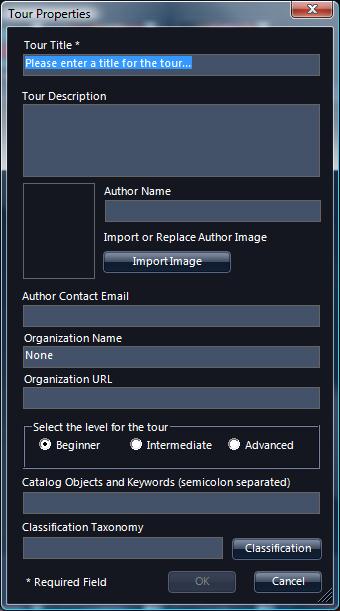 Tour Properties
Tour Title *
Please enter a title for the tour...
Tour Description
Author Name
Import or Replace Author Image
Import Image
Author Contact Email
Organization Name
None
Organization URL
Select the level for the tour
Beginner Intermediate Advanced
Catalog Objects and Keywords (semicolon separated)
Classification Taxonomy
Classification
* Required Field OK Cancel